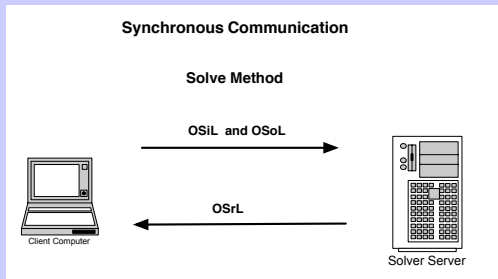 Synchronous Communication
Solve Method
OSiL and OSoL
OSrL
Client Computer
Solver Server